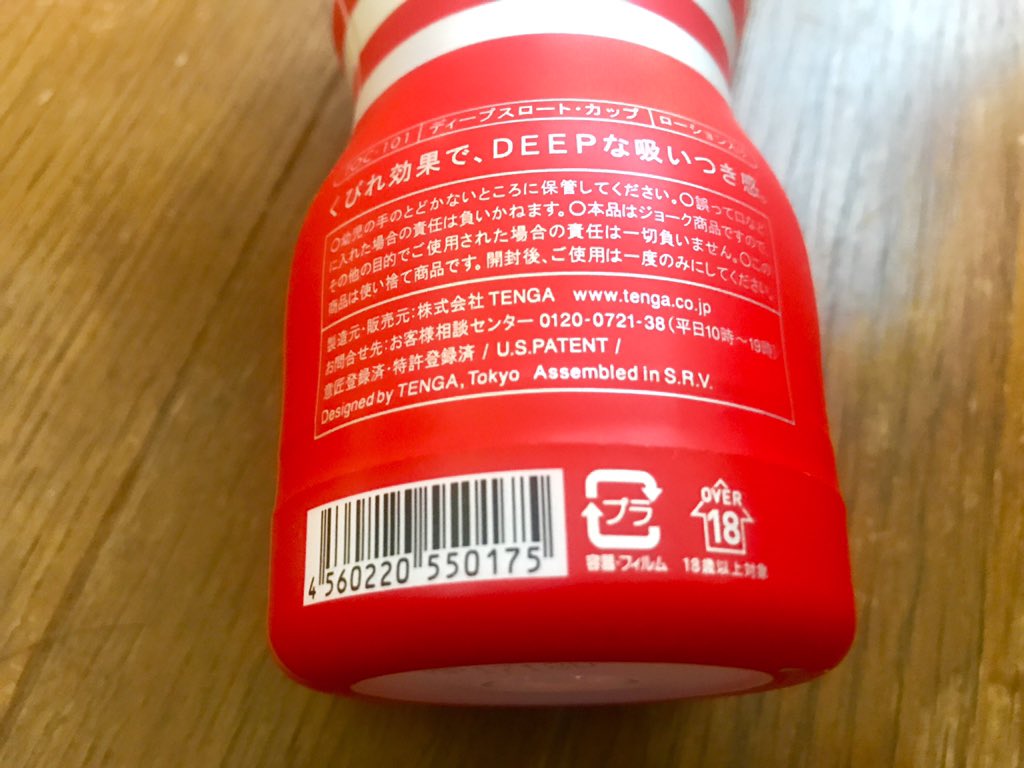 TOC-101 ディープスロート・カップ ローション
くびれ効果で、DEEPな吸いつき感。
〇幼児の手のとどかないところに保管してください。〇誤って口など
に入れた場合の責任は負いかねます。〇本品はジョーク商品ですので
その他の目的でご使用された場合の責任は一切負いません。〇この
商品は使い捨て商品です。開封後、ご使用は一度のみにしてください。
製造元・販売元:株式会社 TENGA www.tenga.co.jp
お問合せ先:お客様相談センター 0120-0721-38(平日10時〜19時)
意匠登録済・特許登録済 / U.S.PATENT /
Designed by TENGA, Tokyo Assembled in S.R.V.
4 560220 550175
プラ
容器・フィルム
OVER
18
18歳以上対象